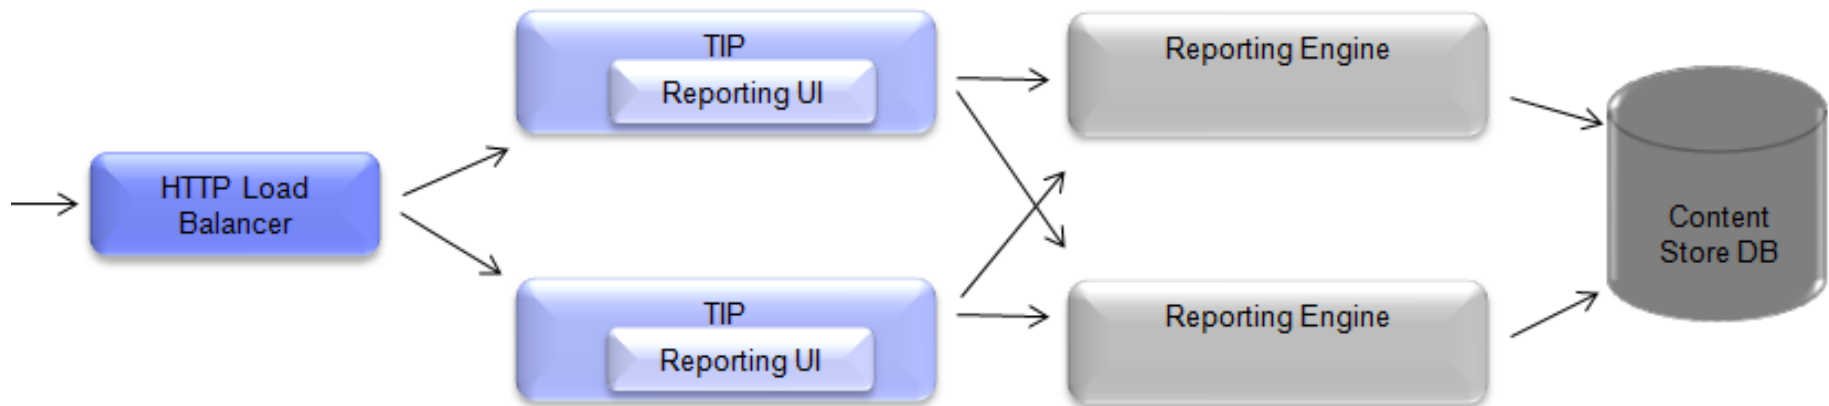 TIP
Reporting UI
Reporting Engine
HTTP Load
Balancer
Content
Store DB
TIP
Reporting UI
Reporting Engine